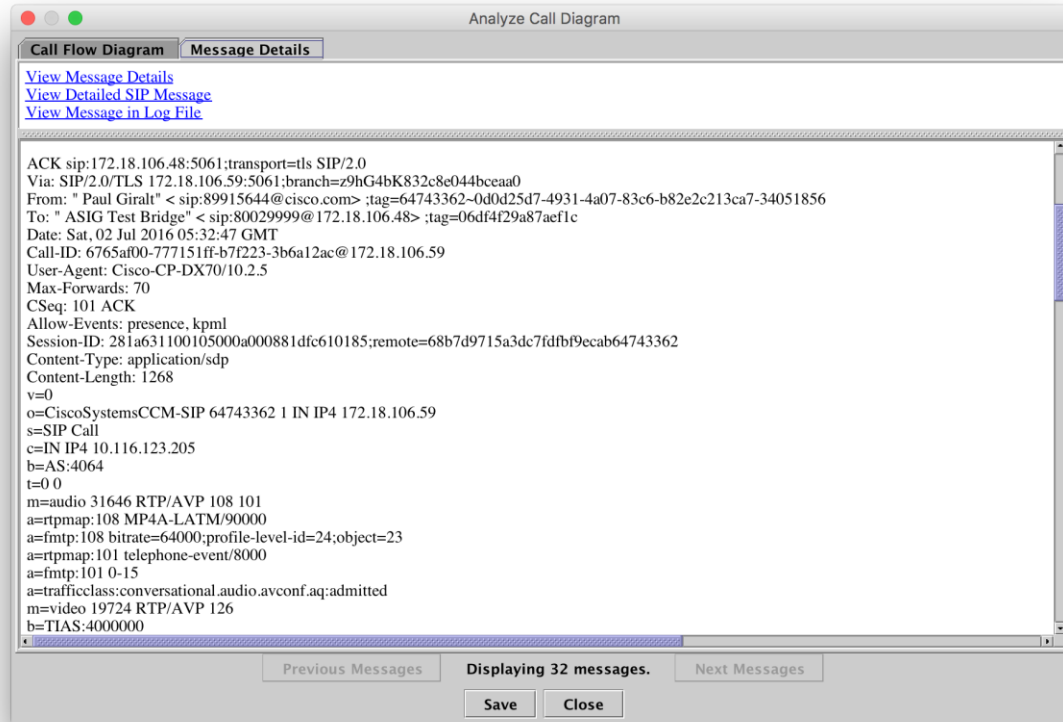 Analyze Call Diagram
Call Flow Diagram Message Details
View Message Details
View Detailed SIP Message
View Message in Log File
ACK sip:172.18.106.48:5061;transport=tls SIP/2.0
Via: SIP/2.0/TLS 172.18.106.59:5061;branch=z9hG4bK832c8e044bceaa0
From: " Paul Giralt" < sip:89915644@cisco.com> ;tag=64743362~0d0d25d7-4931-4a07-83c6-b82e2c213ca7-34051856
To: " ASIG Test Bridge" < sip:80029999@172.18.106.48> ;tag=06df4f29a87aef1c
Date: Sat, 02 Jul 2016 05:32:47 GMT
Call-ID: 6765af00-777151ff-b7f223-3b6a12ac@172.18.106.59
User-Agent: Cisco-CP-DX70/10.2.5
Max-Forwards: 70
CSeq: 101 ACK
Allow-Events: presence, kpml
Session-ID: 281a631100105000a000881dfc610185;remote=68b7d9715a3dc7fdfbf9ecab64743362
Content-Type: application/sdp
Content-Length: 1268
v=0
o=CiscoSystemsCCM-SIP 64743362 1 IN IP4 172.18.106.59
s=SIP Call
c=IN IP4 10.116.123.205
b=AS:4064
t=0 0
m=audio 31646 RTP/AVP 108 101
a=rtpmap:108 MP4A-LATM/90000
a=fmtp:108 bitrate=64000;profile-level-id=24;object=23
a=rtpmap:101 telephone-event/8000
a=fmtp:101 0-15
a=trafficclass:conversational.audio.avconf.aq:admitted
m=video 19724 RTP/AVP 126
b=TIAS:4000000
Previous Messages Displaying 32 messages. Next Messages
Save Close